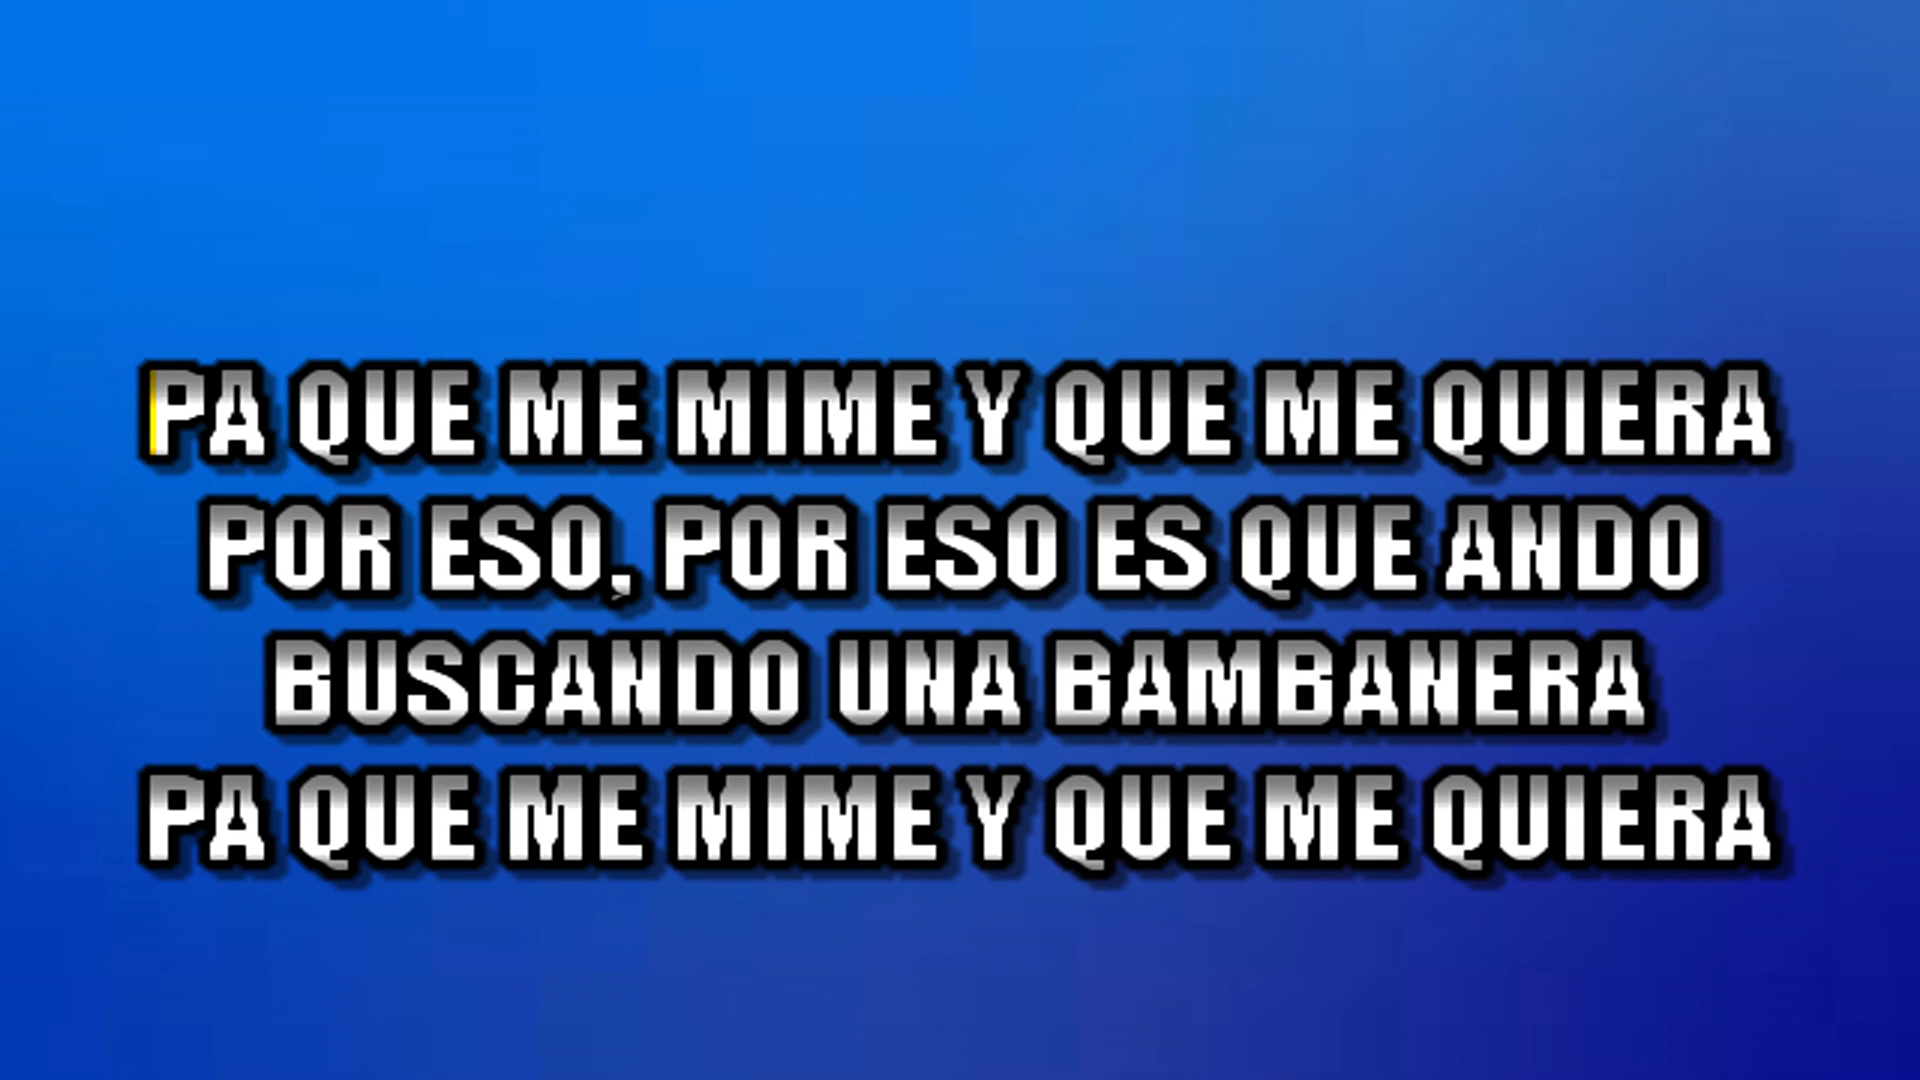 PA QUE ME MIME Y QUE ME QUIERA
POR ESO, POR ESO ES QUE ANDO
BUSCANDO UNA BAMBANERA
PA QUE ME MIME Y QUE ME QUIERA